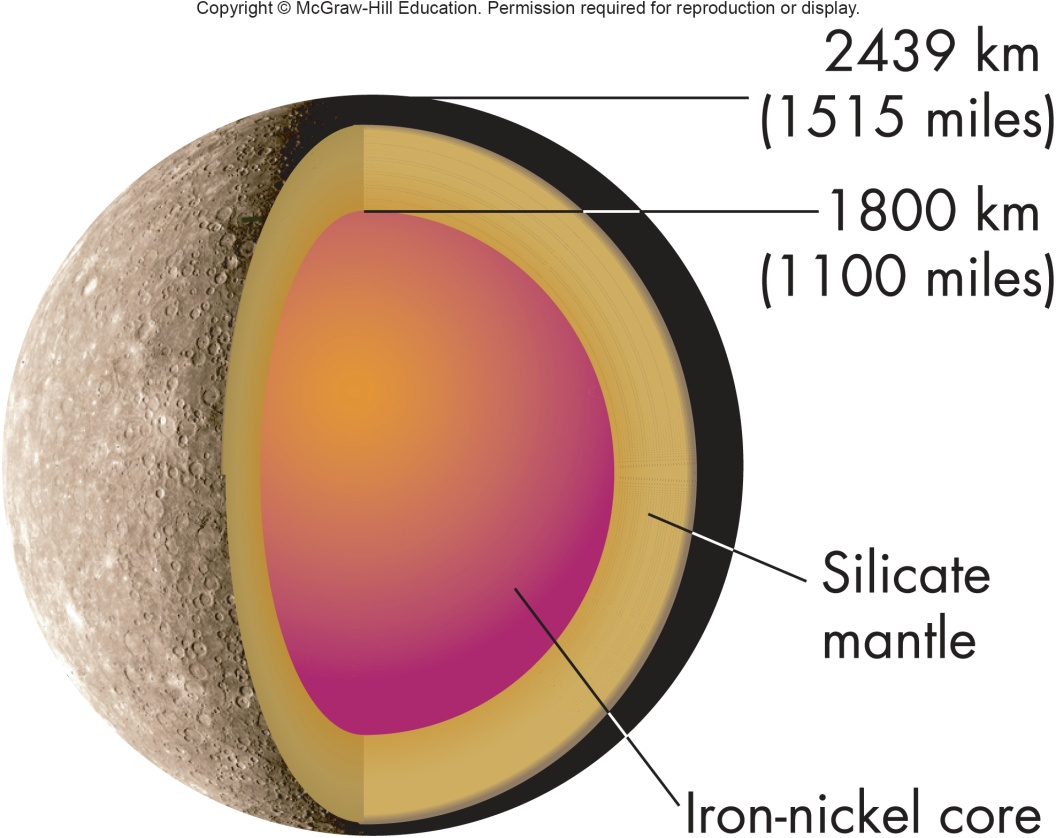 Copyright © McGraw-Hill Education. Permission required for reproduction or display.
2439 km
(1515 miles)
1800 km
(1100 miles)
Silicate
mantle
Iron-nickel core